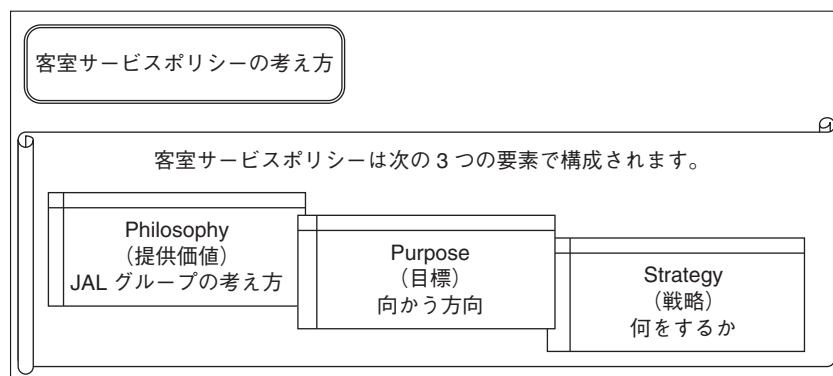 客室サービスポリシーの考え方
客室サービスポリシーは次の3つの要素で構成されます。
Philosophy
（提供価値）
JALグループの考え方
Purpose
（目標）
向かう方向
Strategy
（戦略）
何をするか